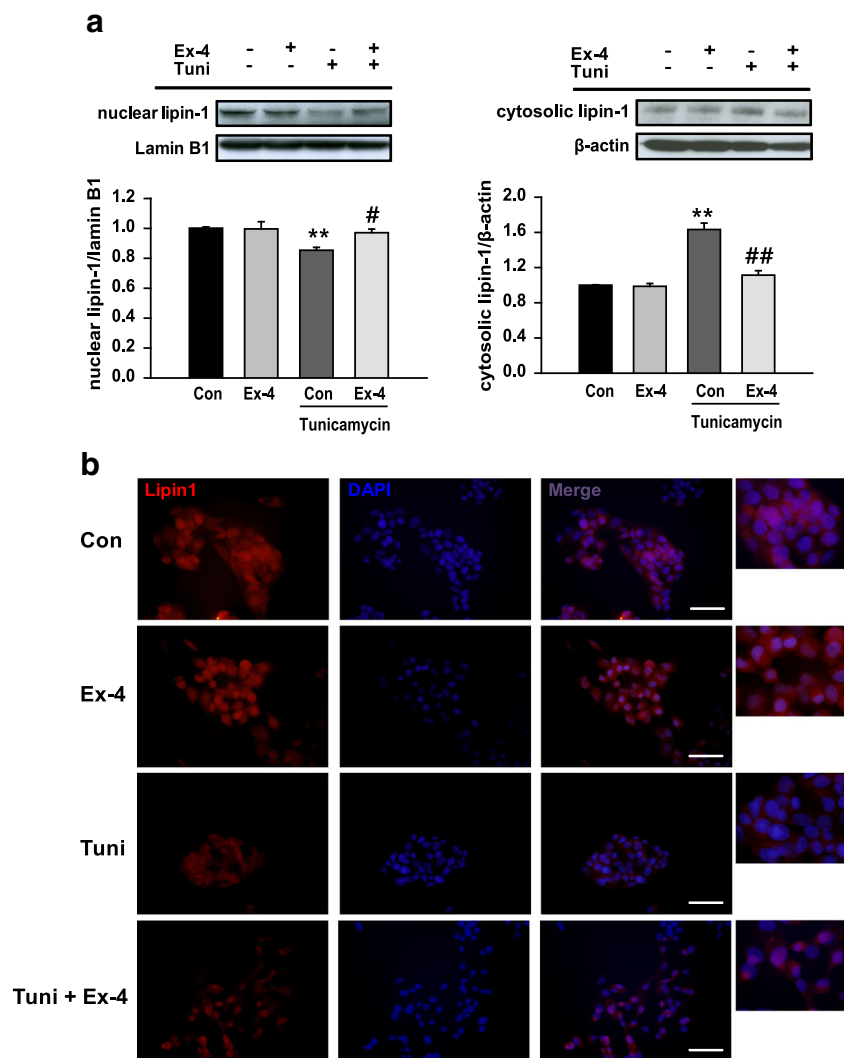 a
Ex-4 - + - +
Tuni - - + +
nuclear lipin-1
Lamin B1
nuclear lipin-1/lamin B1
1.2
1.0
0.8
0.6
0.4
0.2
0.0
**
#
Con Ex-4 Con Ex-4
Tunicamycin
Ex-4 - + - +
Tuni - - + +
cytosolic lipin-1
β-actin
cytosolic lipin-1/β-actin
2.0
1.6
1.2
0.8
0.4
0.0
**
##
Con Ex-4 Con Ex-4
Tunicamycin
b
Lipin1 DAPI Merge
Con
Ex-4
Tuni
Tuni + Ex-4